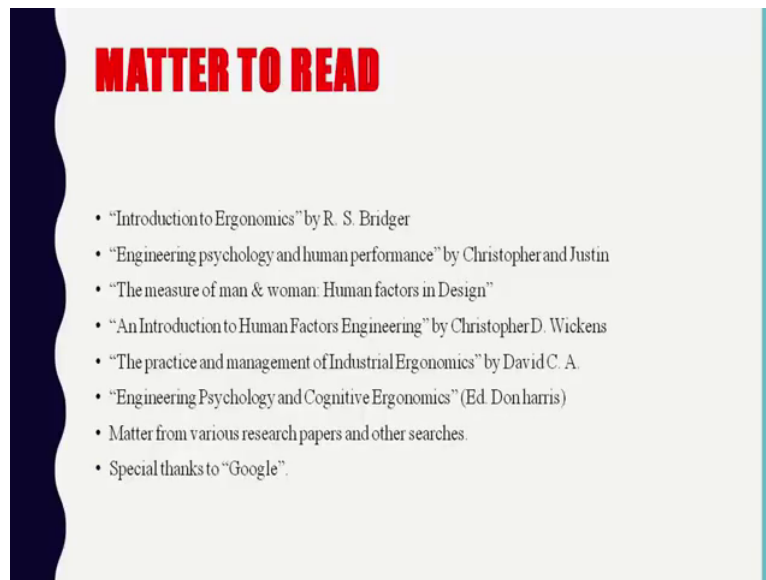 MATTER TO READ
• “Introduction to Ergonomics” by R. S. Bridger
• “Engineering psychology and human performance” by Christopher and Justin
• “The measure of man & woman: Human factors in Design”
• “An Introduction to Human Factors Engineering” by Christopher D. Wickens
• “The practice and management of Industrial Ergonomics” by David C. A.
• “Engineering Psychology and Cognitive Ergonomics” (Ed. Don harris)
• Matter from various research papers and other searches.
• Special thanks to “Google”.